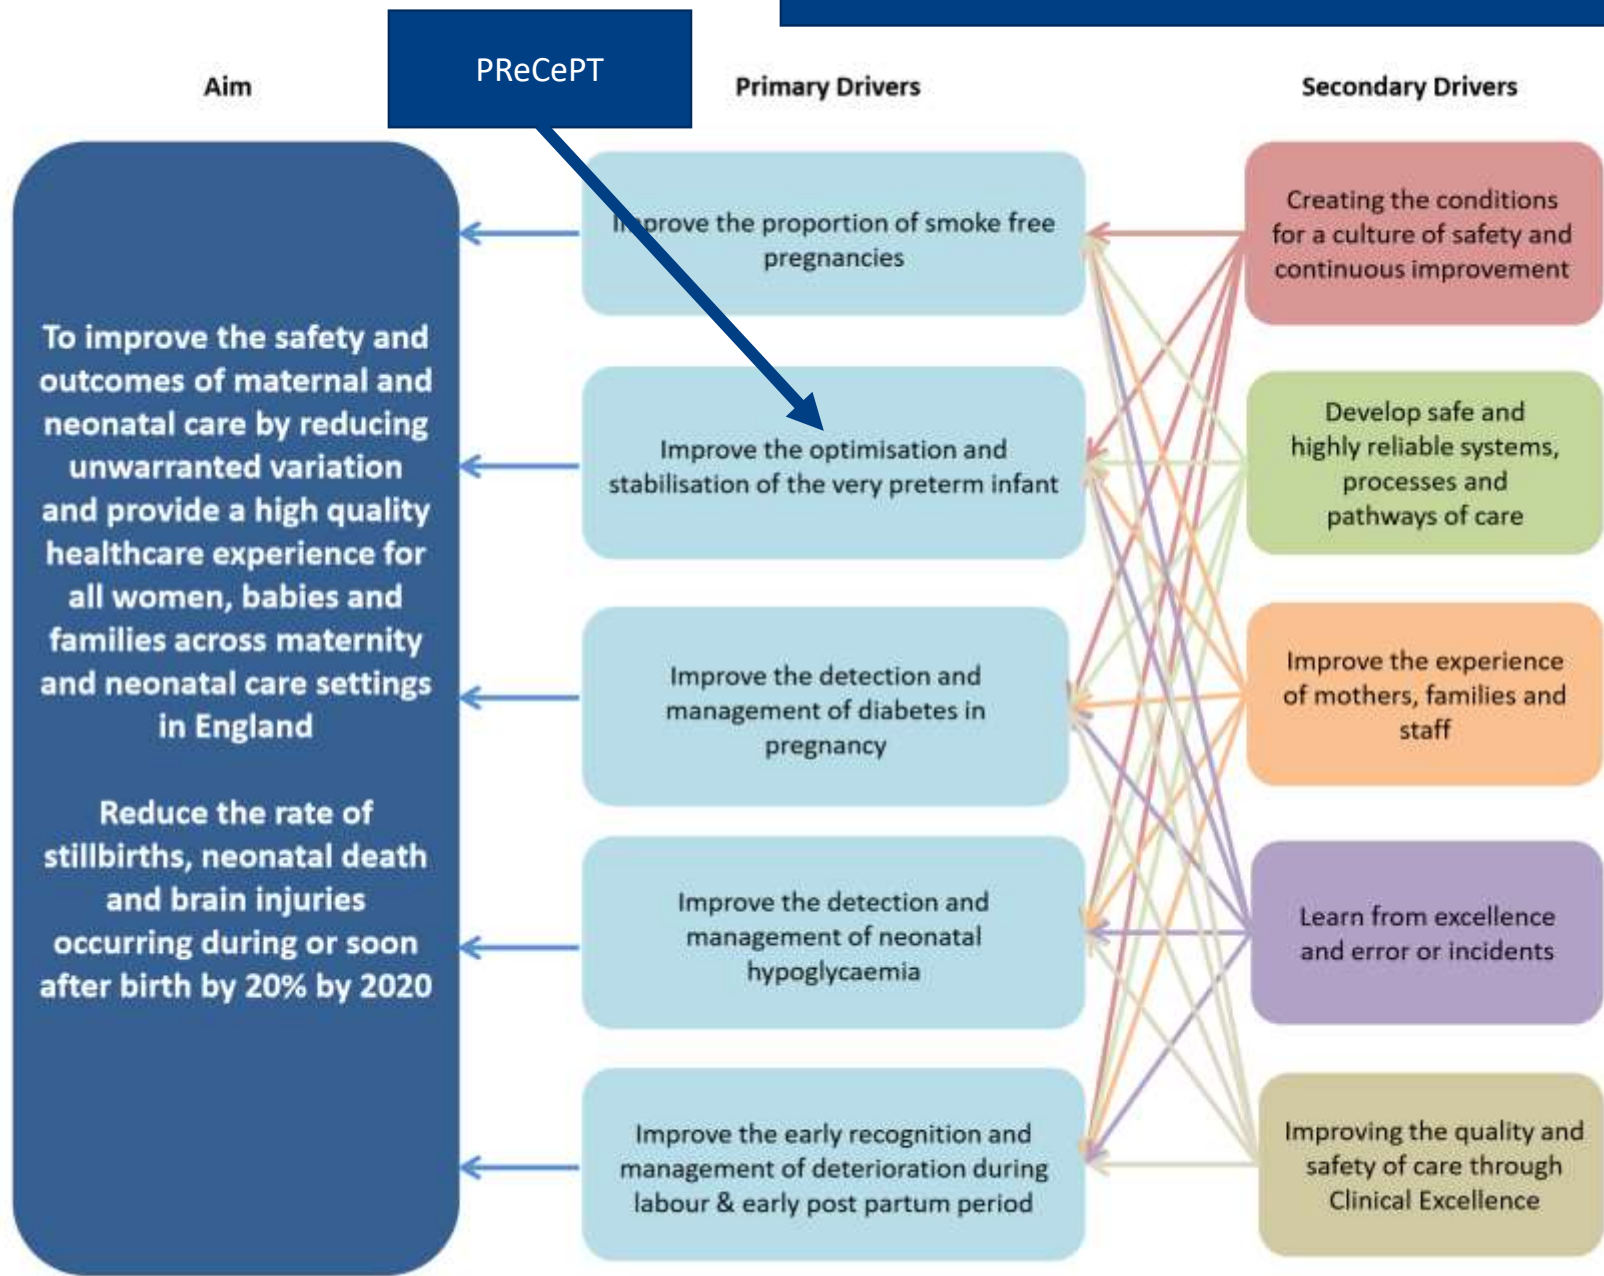 PReCePT
Aim
Primary Drivers
Secondary Drivers
To improve the safety and
outcomes of maternal and
neonatal care by reducing
unwarranted variation
and provide a high quality
healthcare experience for
all women, babies and
families across maternity
and neonatal care settings
in England
Reduce the rate of
stillbirths, neonatal death
and brain injuries
occurring during or soon
after birth by 20% by 2020
Improve the proportion of smoke free
pregnancies
Improve the optimisation and
stabilisation of the very preterm infant
Improve the detection and
management of diabetes in
pregnancy
Improve the detection and
management of neonatal
hypoglycaemia
Improve the early recognition and
management of deterioration during
labour & early post partum period
Creating the conditions
for a culture of safety and
continuous improvement
Develop safe and
highly reliable systems,
processes and
pathways of care
Improve the experience
of mothers, families and
staff
Learn from excellence
and error or incidents
Improving the quality and
safety of care through
Clinical Excellence